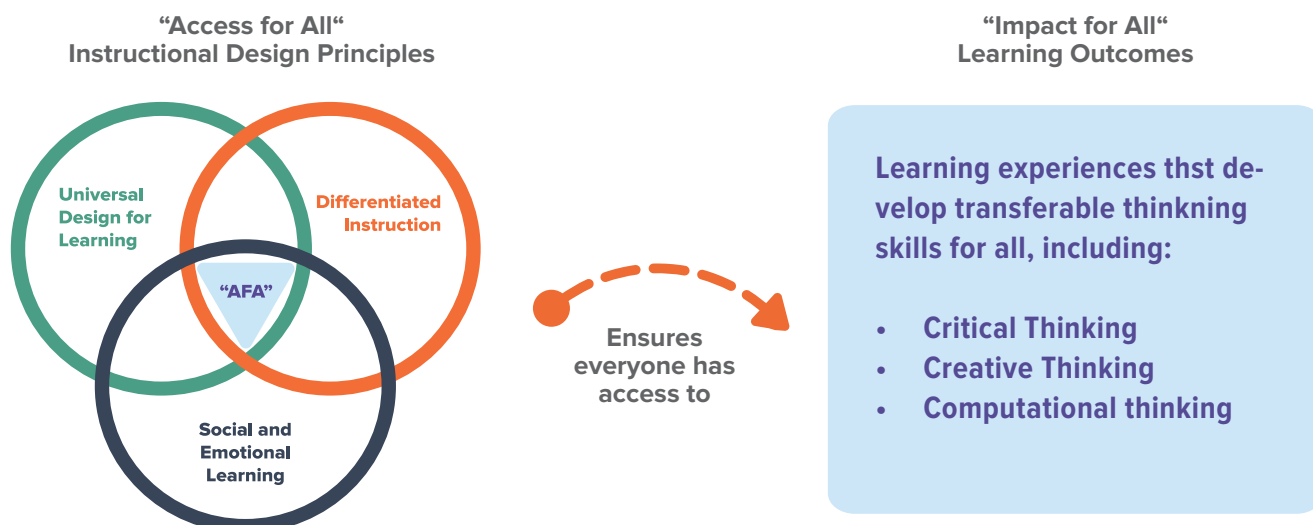 “Access for All“
Instructional Design Principles
Universal
Design for
Learning
Differentiated
Instruction
“AFA”
Social and
Emotional
Learning
Ensures
everyone has
access to
“Impact for All“
Learning Outcomes
Learning experiences thst de-
velop transferable thinkning
skills for all, including:
• Critical Thinking
• Creative Thinking
• Computational thinking